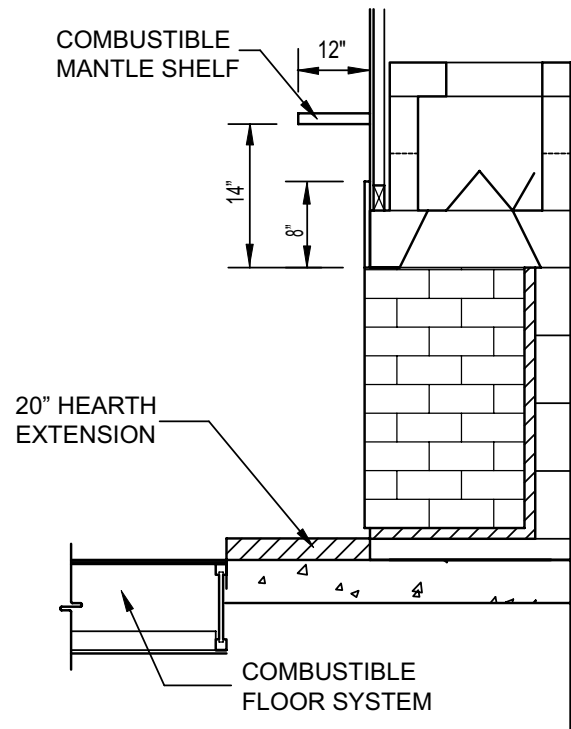 COMBUSTIBLE
MANTLE SHELF
12"
14"
8"
20” HEARTH
EXTENSION
COMBUSTIBLE
FLOOR SYSTEM